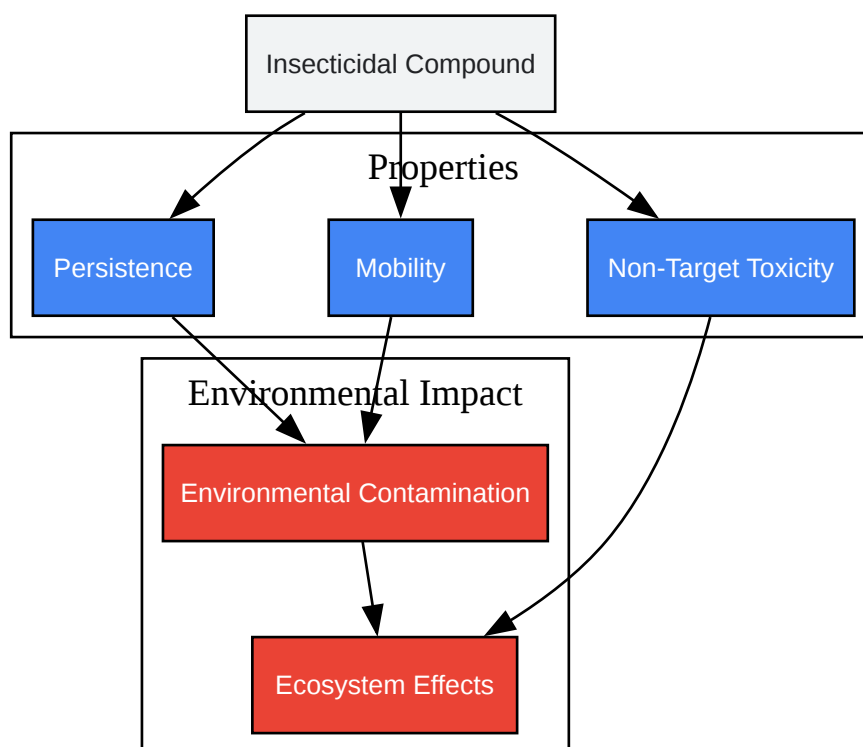 Insecticidal Compound
Properties
Persistence
Mobility
Non-Target Toxicity
Environmental Impact
Environmental Contamination
Ecosystem Effects